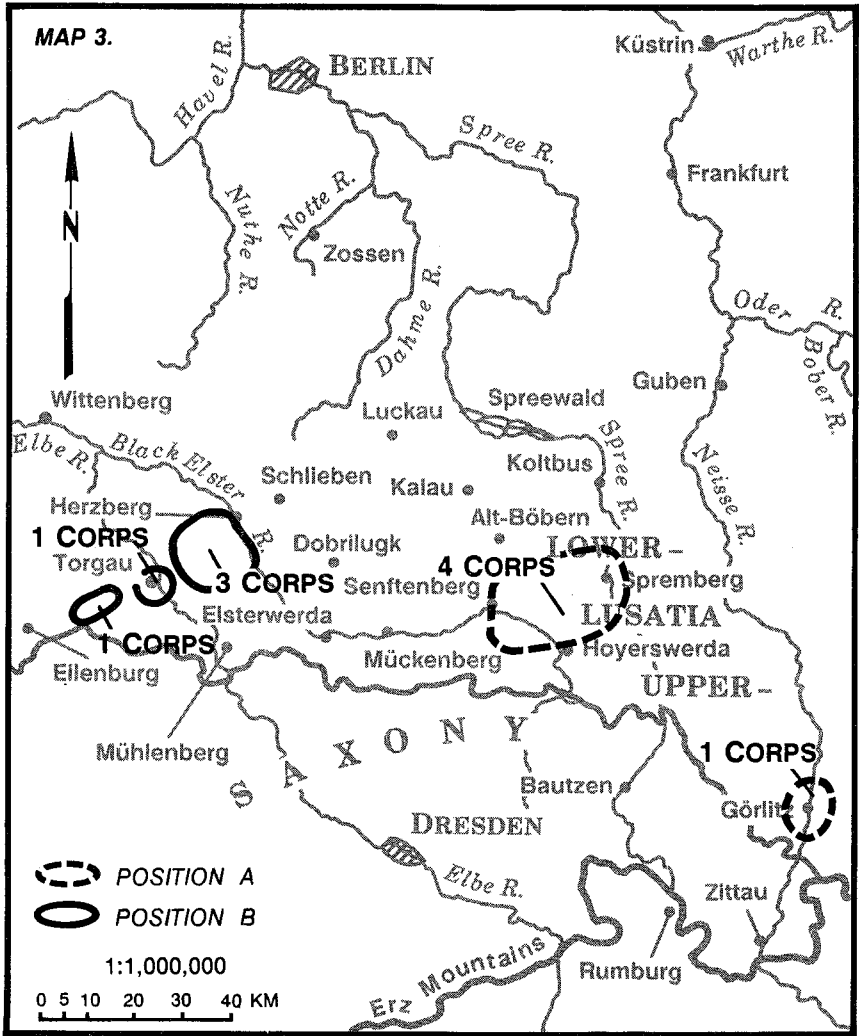 MAP 3.
Küstrin
Warthe R.
Havel R.
BERLIN
Spree R.
Frankfurt
Nuthe R.
Notte R.
Zossen
Dahme R.
Oder R.
Bober R.
Guben
Wittenberg
Luckau
Spreewald
Elbe R.
Black Elster R.
Koltbus
Spree R.
Neisse R.
Schlieben
Kalau
Herzberg
Alt-Böbern
1 CORPS
Dobrilugk
LOWER-
Torgau
4 CORPS
3 CORPS
Senftenberg
Spremberg
Elsterwerda
LUSATIA
1 CORPS
Mückenberg
Hoyerswerda
Eilenburg
UPPER-
Mühlenberg
SAXONY
1 CORPS
Bautzen
Görlitz
DRESDEN
POSITION A
Elbe R.
Zittau
POSITION B
1:1,000,000
Erz Mountains
Rumburg
0 5 10 20 30 40 KM